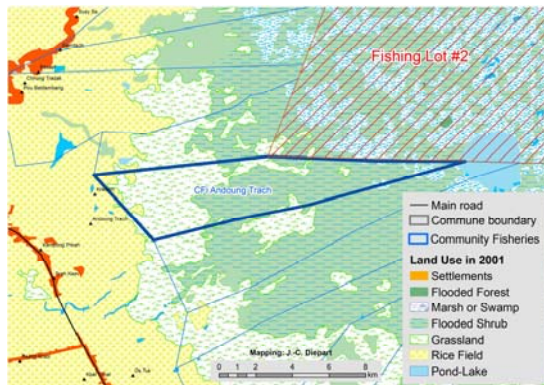 Fishing Lot #2
CFi Andoung Trach
Andoung Trach
Main road
Commune boundary
Community Fisheries
Land Use in 2001
Settlements
Flooded Forest
Marsh or Swamp
Flooded Shrub
Grassland
Rice Field
Pond-Lake
Mapping: J.-C. Diepart
0 1 2 4 6 8
km